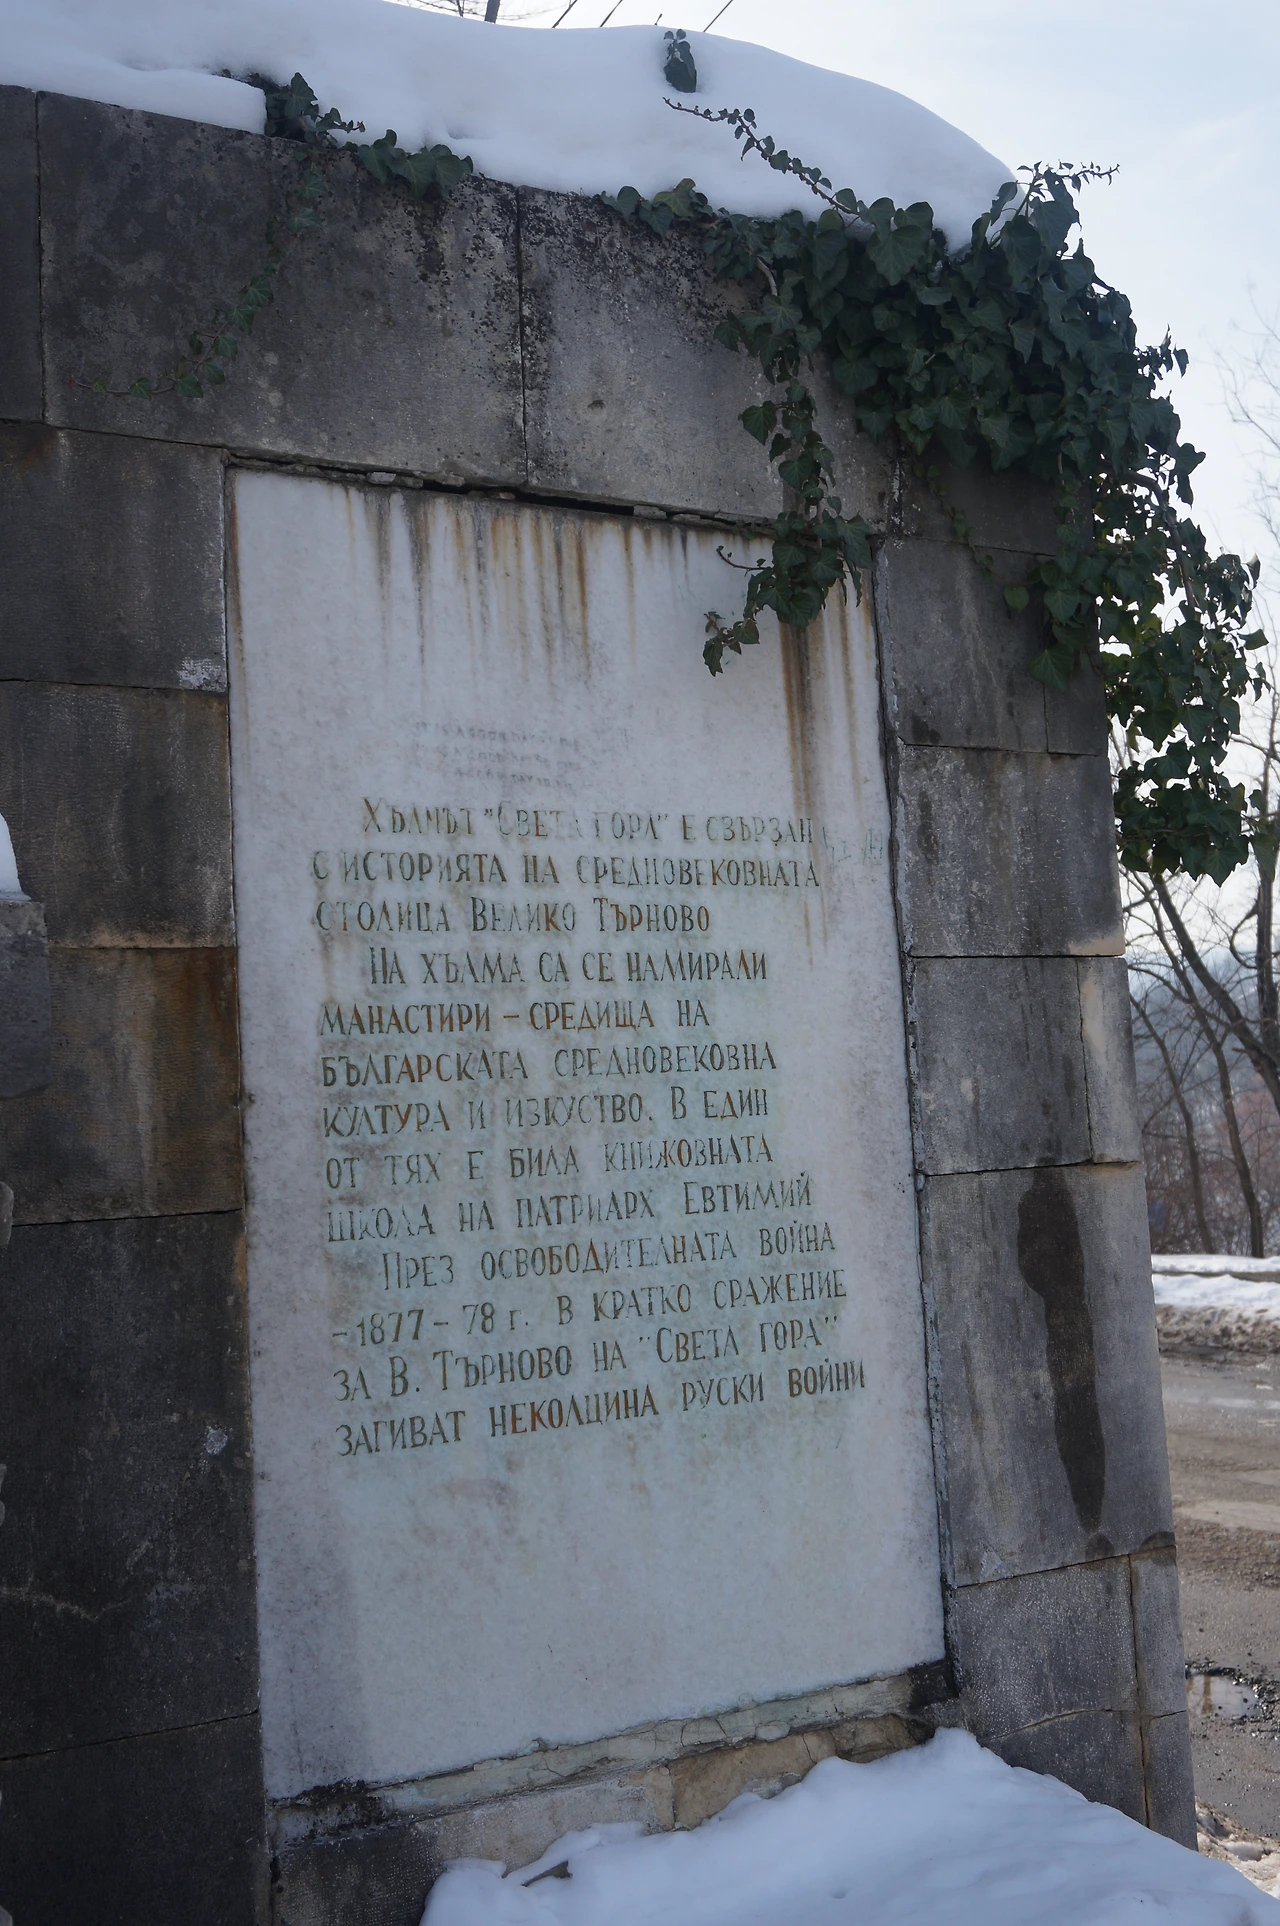 Хълмът "Света гора" е свързан
с историята на средновековната
столица Велико Търново
На хълма са се намирали
манастири – средища на
българската средновековна
култура и изкуство. В един
от тях е била книжовната
школа на патриарх Евтимий
През освободителната война
– 1877 – 78 г. в кратко сражение
за В. Търново на "Света гора"
загиват неколцина руски войни